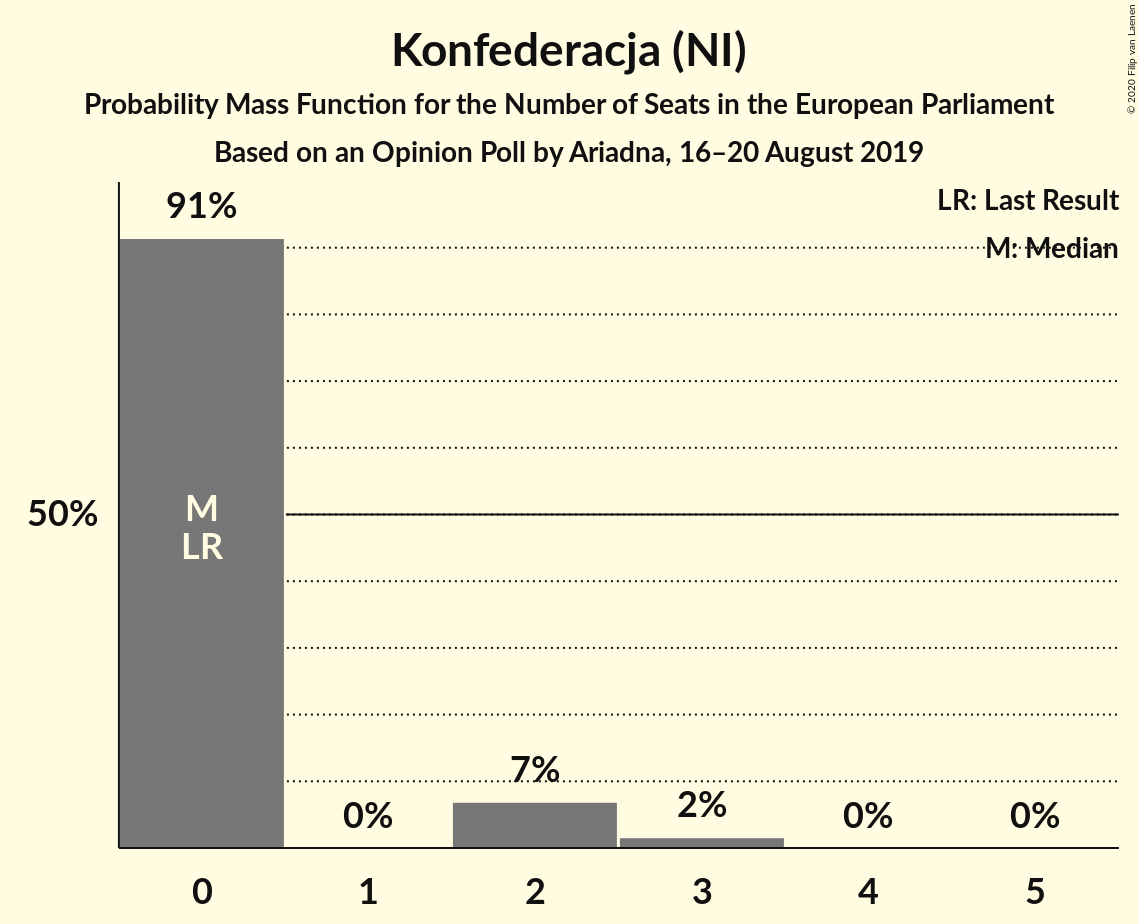 Konfederacja (NI)
Probability Mass Function for the Number of Seats in the European Parliament
Based on an Opinion Poll by Ariadna, 16–20 August 2019
© 2020 Filip van Laenen
LR: Last Result
M: Median
91%
50%
M
LR
0%
7%
2%
0%
0%
0
1
2
3
4
5